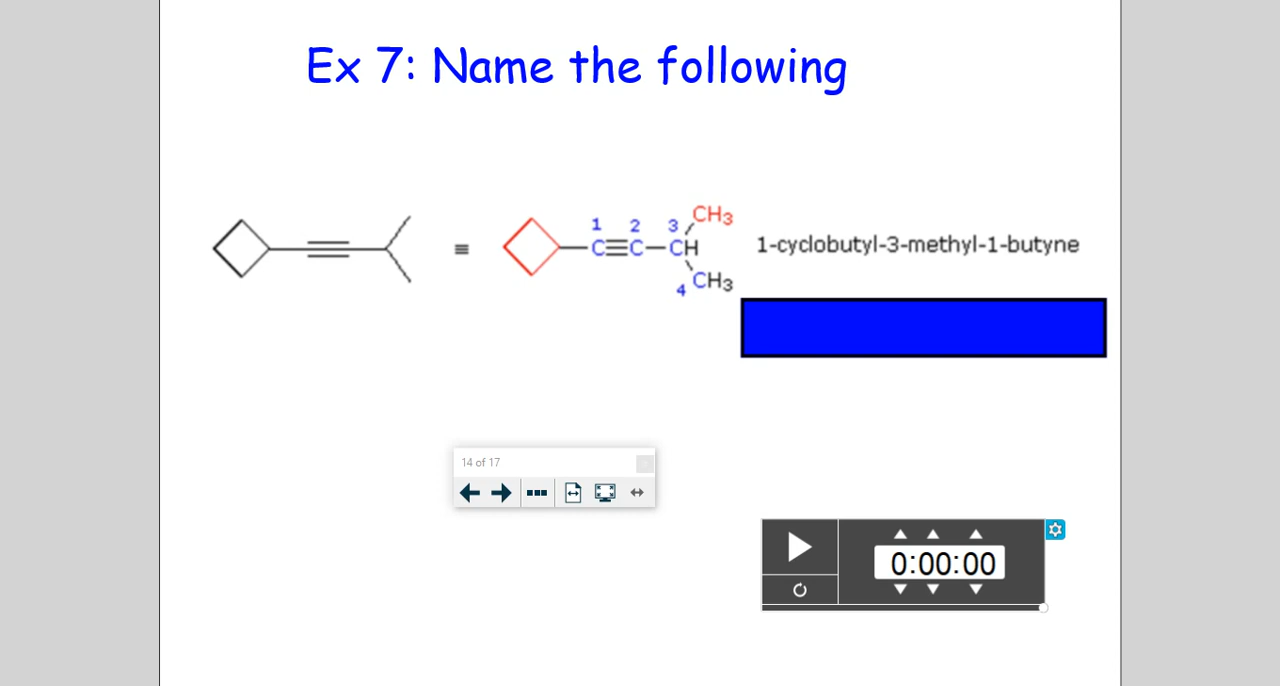 Ex 7: Name the following
1 2 3 CH3
C≡C—CH
4 CH3
1-cyclobutyl-3-methyl-1-butyne
14 of 17
0:00:00